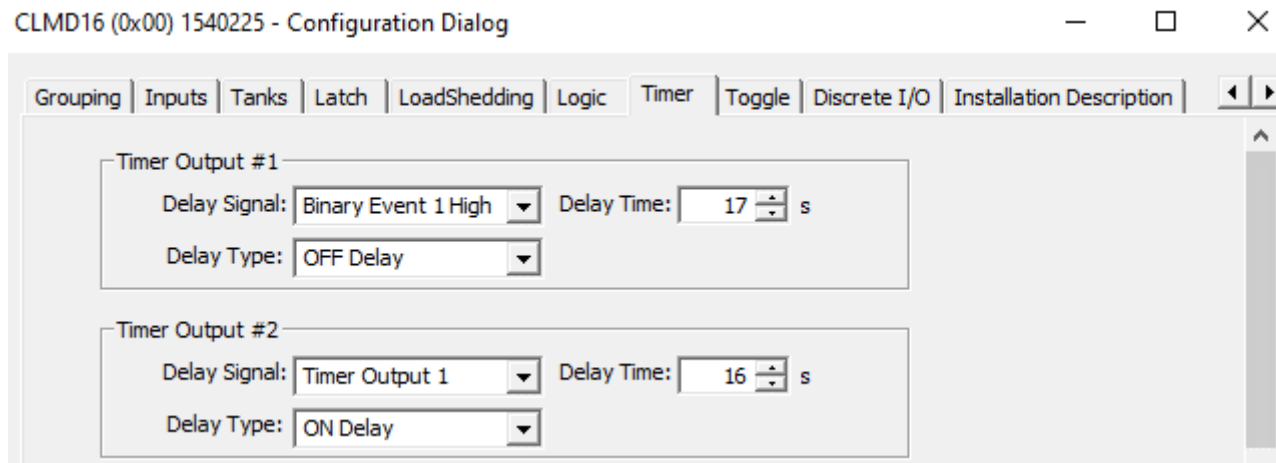 CLMD16 (0x00) 1540225 - Configuration Dialog
Grouping Inputs Tanks Latch LoadShedding Logic Timer Toggle Discrete I/O Installation Description
Timer Output #1
Delay Signal: Binary Event 1 High Delay Time: 17 s
Delay Type: OFF Delay
Timer Output #2
Delay Signal: Timer Output 1 Delay Time: 16 s
Delay Type: ON Delay